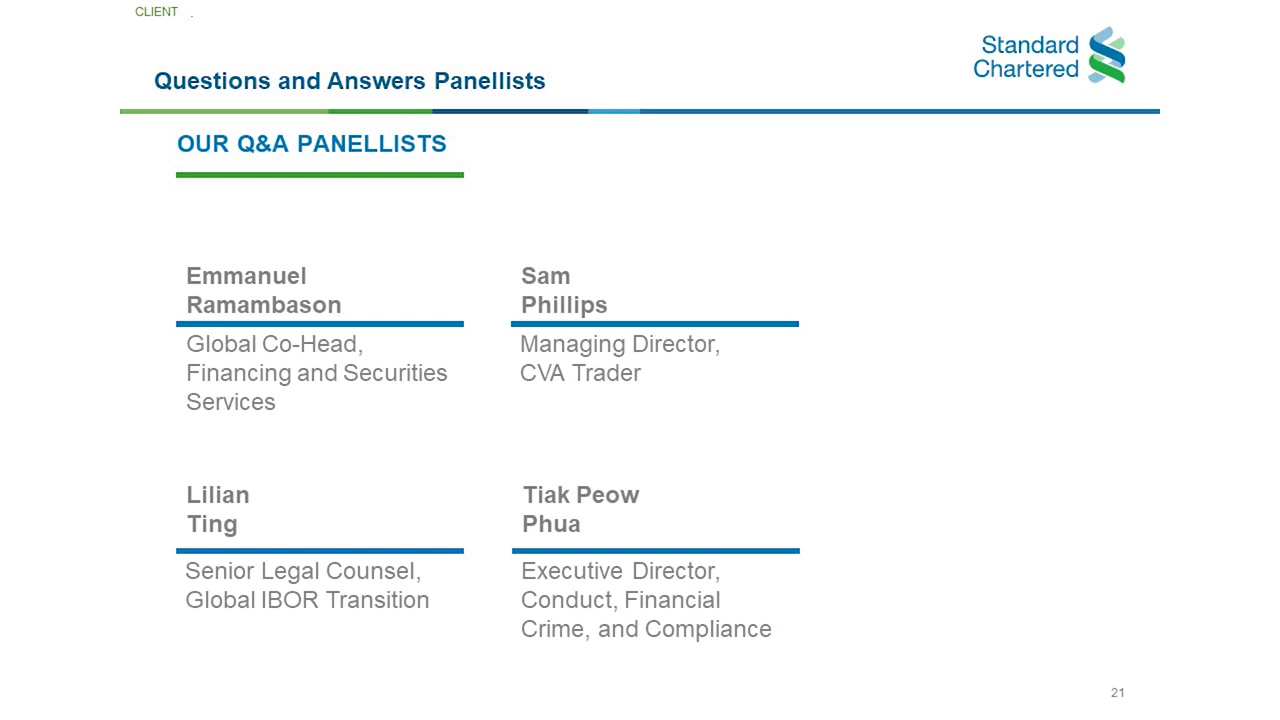 CLIENT .
Standard
Chartered
Questions and Answers Panellists
OUR Q&A PANELLISTS
Emmanuel
Ramambason
Global Co-Head,
Financing and Securities
Services
Sam
Phillips
Managing Director,
CVA Trader
Lilian
Ting
Senior Legal Counsel,
Global IBOR Transition
Tiak Peow
Phua
Executive Director,
Conduct, Financial
Crime, and Compliance
21